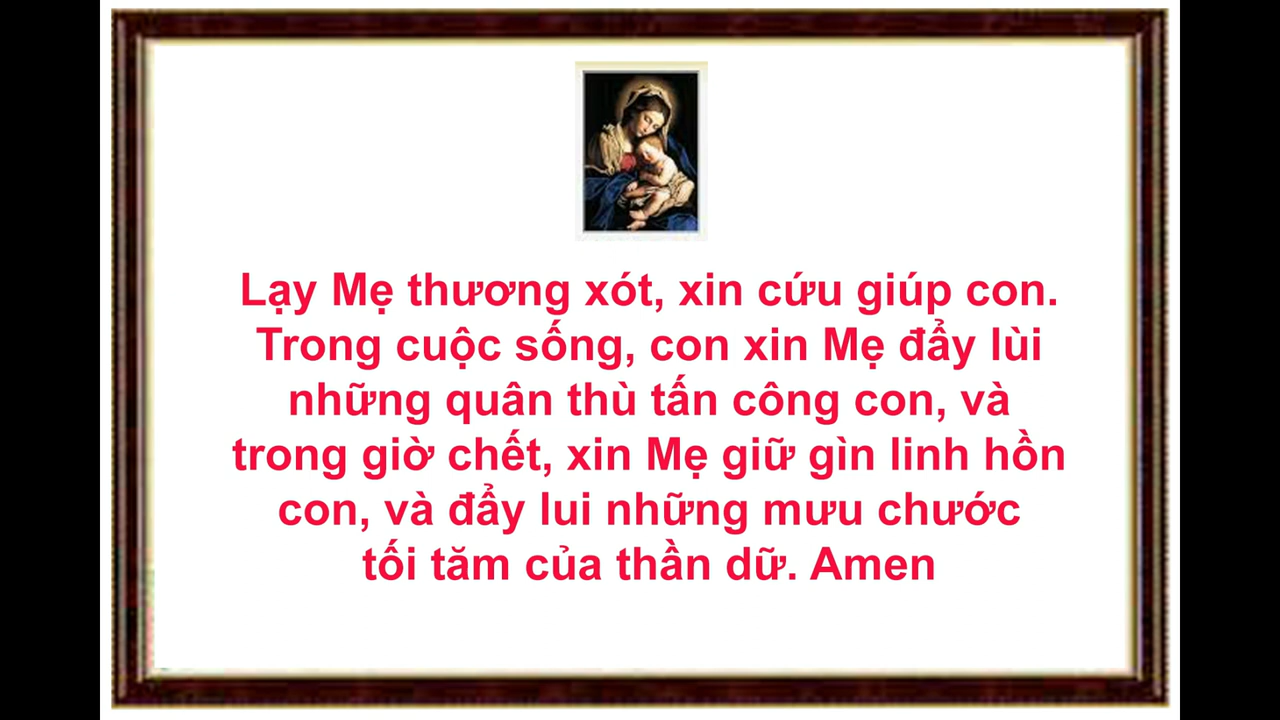 Lạy Mẹ thương xót, xin cứu giúp con.
Trong cuộc sống, con xin Mẹ đẩy lùi
những quân thù tấn công con, và
trong giờ chết, xin Mẹ giữ gìn linh hồn
con, và đẩy lui những mưu chước
tối tăm của thần dữ. Amen